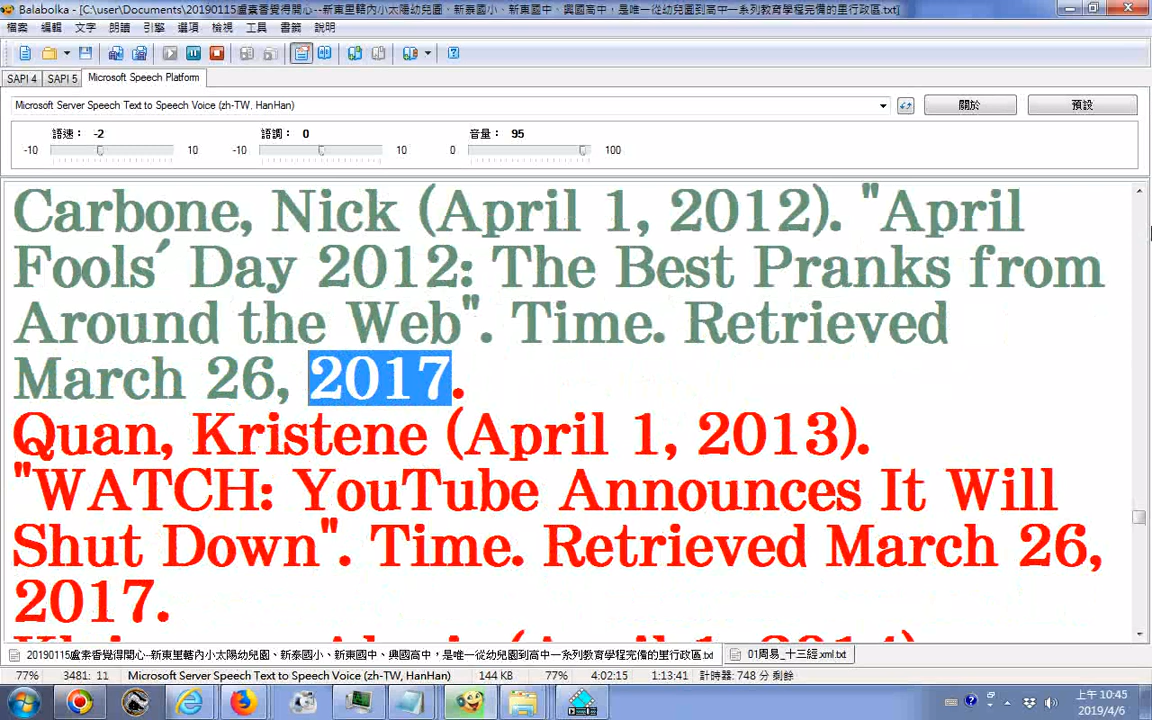 Balabolka - [C:\user\Documents\20190115盧素香覺得開心--新東里轄內小太陽幼兒園、新泰國小、新東國中、興國高中，是唯一從幼兒園到高中一系列教育學程完備的里行政區.txt]
檔案 編輯 文字 朗讀 引擎 選項 檢視 工具 書籤 說明
SAPI 4 SAPI 5 Microsoft Speech Platform
Microsoft Server Speech Text to Speech Voice (zh-TW, HanHan) 關於 預設
語速： -2 語調： 0 音量： 95
-10 10 -10 10 0 100
Carbone, Nick (April 1, 2012). "April
Fools´ Day 2012: The Best Pranks from
Around the Web". Time. Retrieved
March 26, 2017.
Quan, Kristene (April 1, 2013).
"WATCH: YouTube Announces It Will
Shut Down". Time. Retrieved March 26,
2017.
20190115盧素香覺得開心--新東里轄內小太陽幼兒園、新泰國小、新東國中、興國高中，是唯一從幼兒園到高中一系列教育學程完備的里行政區.txt 01周易_十三經.xml.txt
77% 3481: 11 Microsoft Server Speech Text to Speech Voice (zh-TW, HanHan) 144 KB 77% 4:02:15 1:13:41 計時器: 748 分 剩餘
上午 10:45
2019/4/6